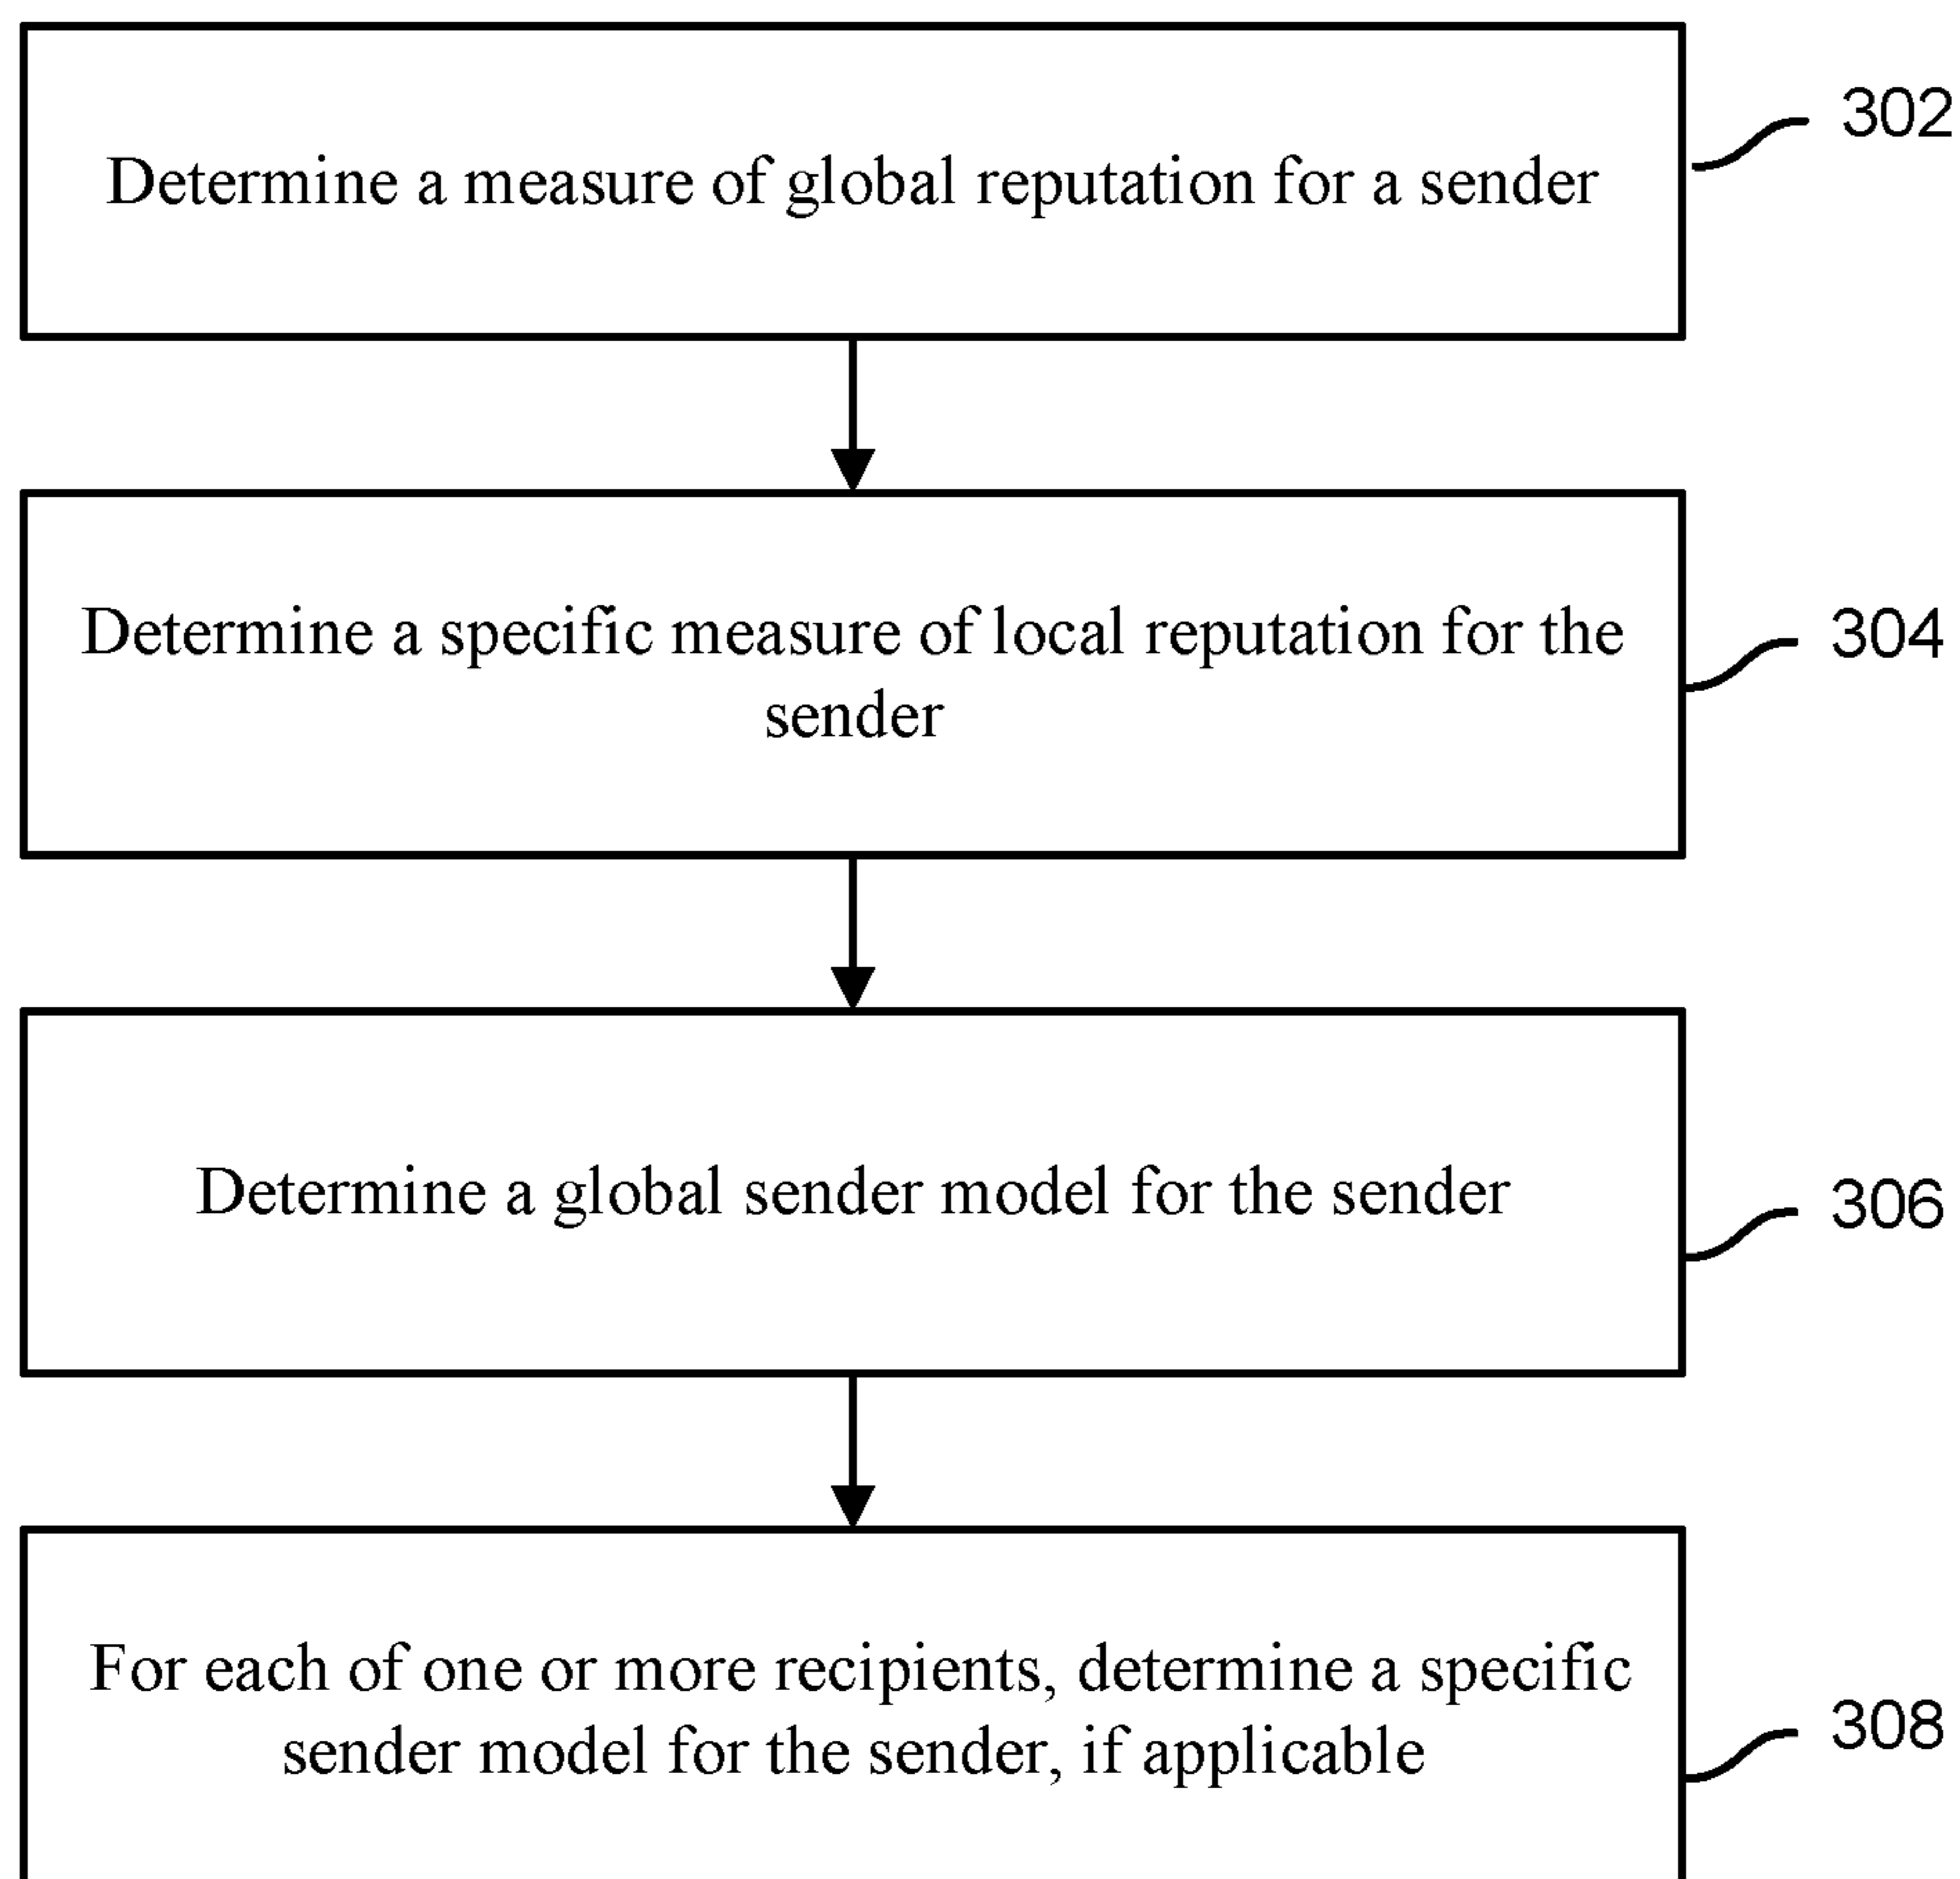 Determine a measure of global reputation for a sender
302
Determine a specific measure of local reputation for the
sender
304
Determine a global sender model for the sender
306
For each of one or more recipients, determine a specific
sender model for the sender, if applicable
308